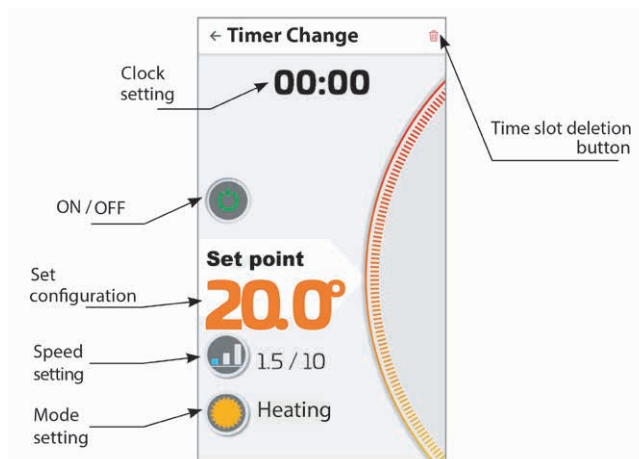 ← Timer Change
Clock
setting
00:00
Time slot deletion
button
ON / OFF
Set point
Set
configuration
20.0°
Speed
setting
1.5 / 10
Mode
setting
Heating